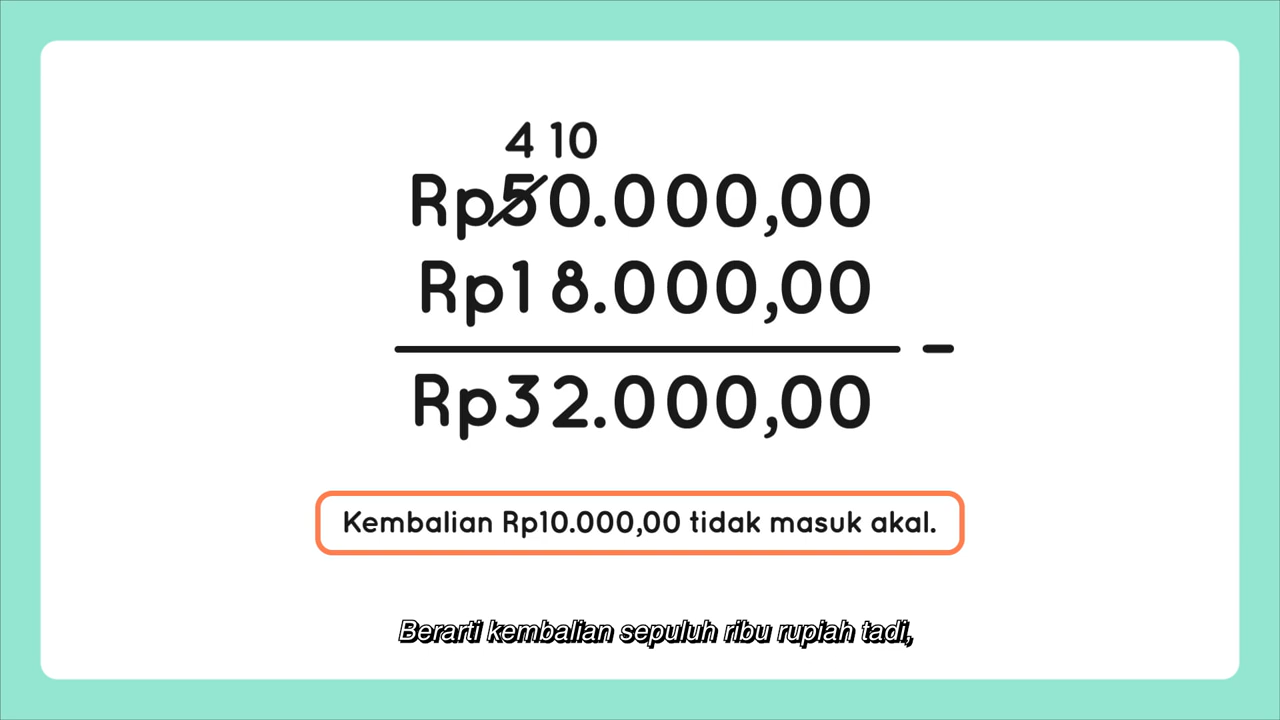 4 10
Rp50.000,00
Rp18.000,00
-
Rp32.000,00
Kembalian Rp10.000,00 tidak masuk akal.
Berarti kembalian sepuluh ribu rupiah tadi,